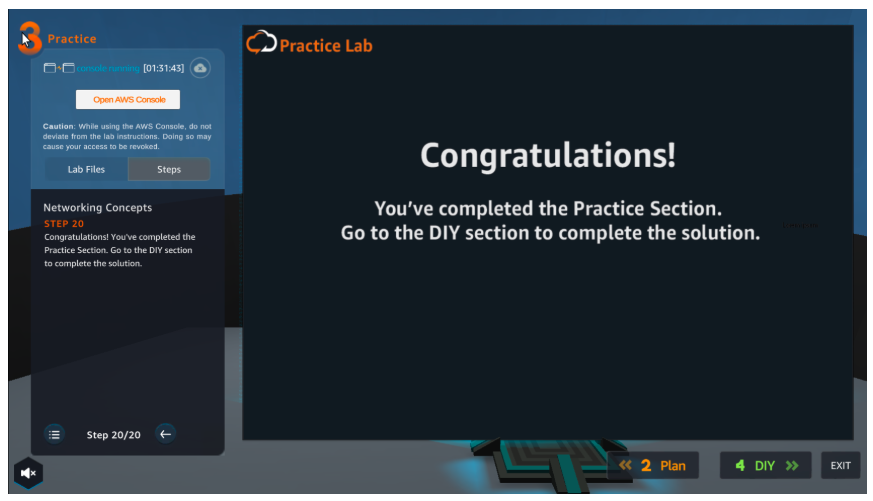 3
Practice
console running [01:31:43]
Open AWS Console
Caution: While using the AWS Console, do not
deviate from the lab instructions. Doing so may
cause your access to be revoked.
Lab Files
Steps
Networking Concepts
STEP 20
Congratulations! You've completed the
Practice Section. Go to the DIY section
to complete the solution.
Step 20/20
Practice Lab
Congratulations!
You've completed the Practice Section.
Go to the DIY section to complete the solution.
2 Plan
4 DIY
EXIT